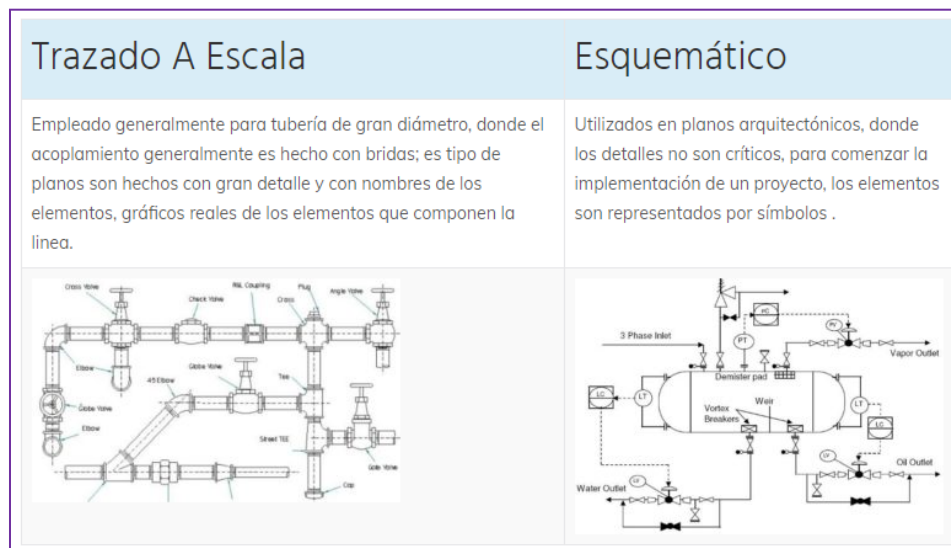 Trazado A Escala
Esquemático
Empleado generalmente para tubería de gran diámetro, donde el
acoplamiento generalmente es hecho con bridas; es tipo de
planos son hechos con gran detalle y con nombres de los
elementos, gráficos reales de los elementos que componen la
linea.
Utilizados en planos arquitectónicos, donde
los detalles no son críticos, para comenzar la
implementación de un proyecto, los elementos
son representados por símbolos .
Cross Valve
Check Valve
R&L Coupling
Plug
Cross
Angle Valve
Elbow
Globe Valve
45 Elbow
Tee
Globe Valve
Elbow
Street TEE
Gate Valve
Cap
3 Phase Inlet
PC
PT
PV
Vapor Outlet
Demister pad
LC
LT
Vortex
Breakers
Weir
LT
LC
LV
Oil Outlet
LV
Water Outlet